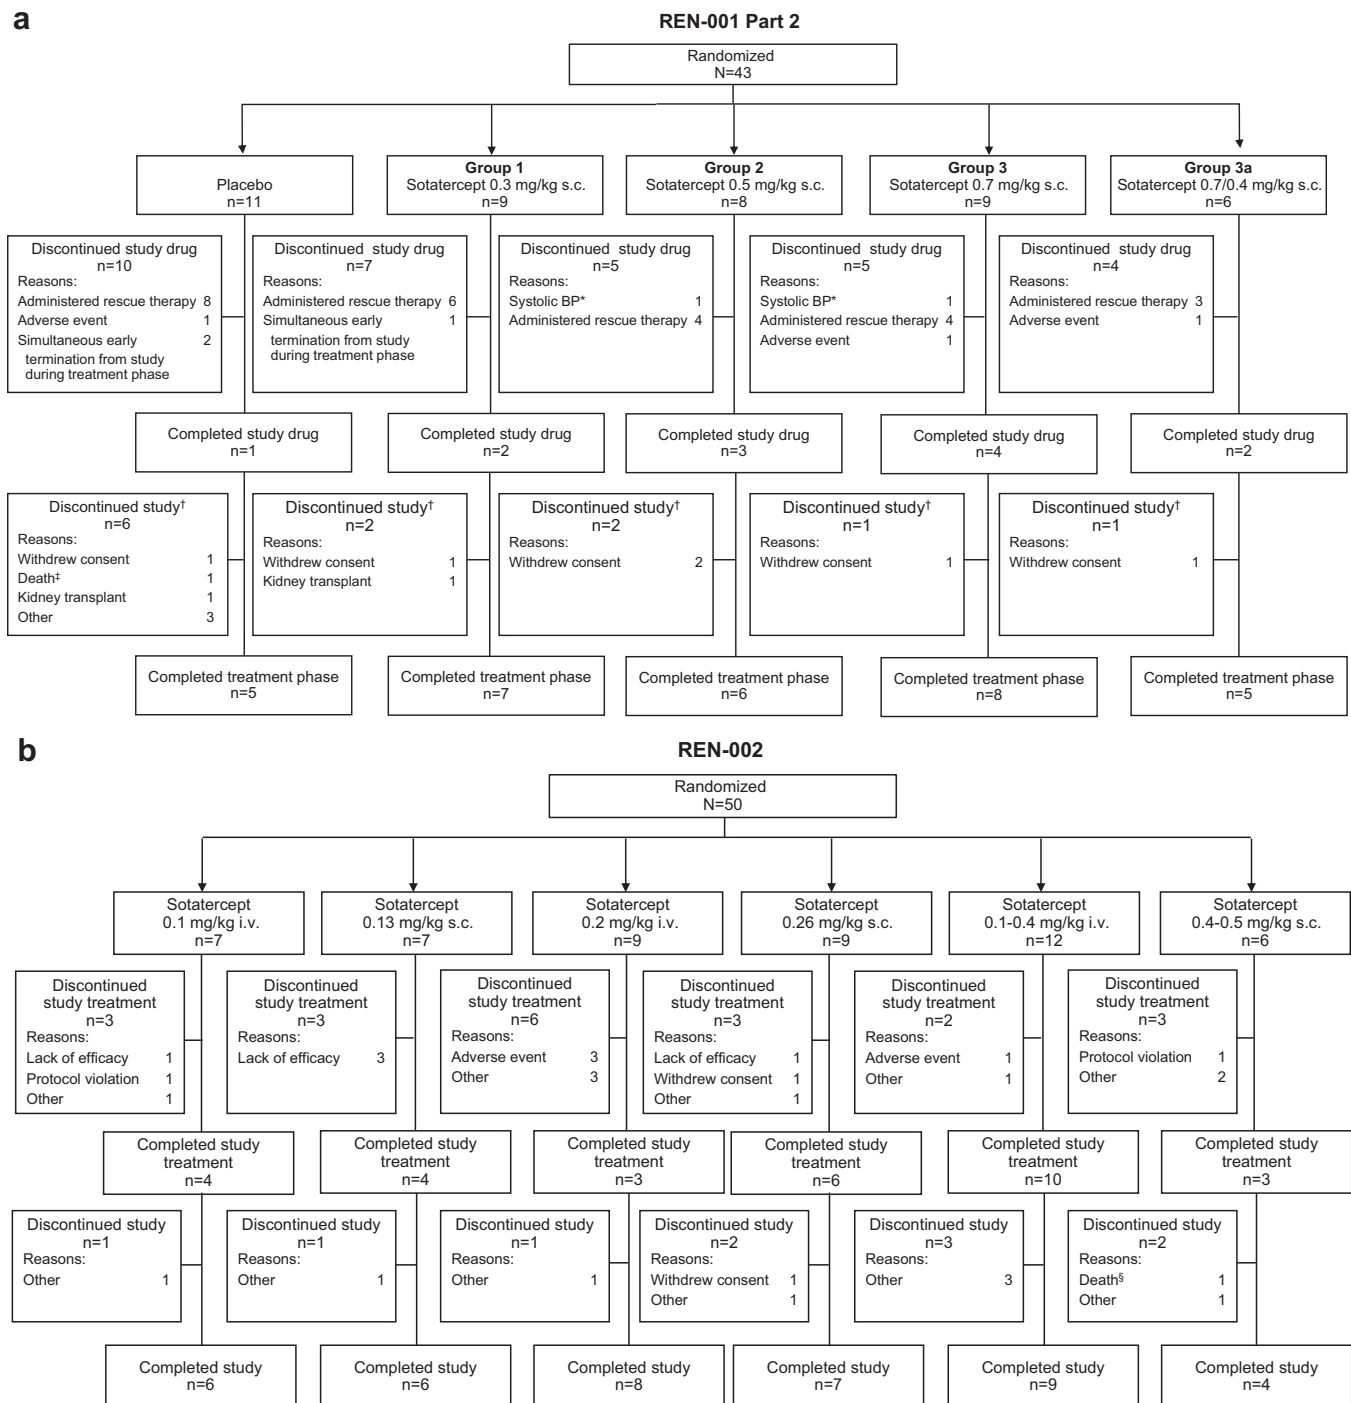 a
REN-001 Part 2
Randomized
N=43
Placebo
n=11
Group 1
Sotatercept 0.3 mg/kg s.c.
n=9
Group 2
Sotatercept 0.5 mg/kg s.c.
n=8
Group 3
Sotatercept 0.7 mg/kg s.c.
n=9
Group 3a
Sotatercept 0.7/0.4 mg/kg s.c.
n=6
Discontinued study drug
n=10
Reasons:
Administered rescue therapy 8
Adverse event 1
Simultaneous early 2
termination from study
during treatment phase
Discontinued study drug
n=7
Reasons:
Administered rescue therapy 6
Simultaneous early 1
termination from study
during treatment phase
Discontinued study drug
n=5
Reasons:
Systolic BP* 1
Administered rescue therapy 4
Discontinued study drug
n=5
Reasons:
Systolic BP* 1
Administered rescue therapy 4
Adverse event 1
Discontinued study drug
n=4
Reasons:
Administered rescue therapy 3
Adverse event 1
Completed study drug
n=1
Completed study drug
n=2
Completed study drug
n=3
Completed study drug
n=4
Completed study drug
n=2
Discontinued study†
n=6
Reasons:
Withdrew consent 1
Death‡ 1
Kidney transplant 1
Other 3
Discontinued study†
n=2
Reasons:
Withdrew consent 1
Kidney transplant 1
Discontinued study†
n=2
Reasons:
Withdrew consent 2
Discontinued study†
n=1
Reasons:
Withdrew consent 1
Discontinued study†
n=1
Reasons:
Withdrew consent 1
Completed treatment phase
n=5
Completed treatment phase
n=7
Completed treatment phase
n=6
Completed treatment phase
n=8
Completed treatment phase
n=5
b
REN-002
Randomized
N=50
Sotatercept
0.1 mg/kg i.v.
n=7
Sotatercept
0.13 mg/kg s.c.
n=7
Sotatercept
0.2 mg/kg i.v.
n=9
Sotatercept
0.26 mg/kg s.c.
n=9
Sotatercept
0.1-0.4 mg/kg i.v.
n=12
Sotatercept
0.4-0.5 mg/kg s.c.
n=6
Discontinued
study treatment
n=3
Reasons:
Lack of efficacy 1
Protocol violation 1
Other 1
Discontinued
study treatment
n=3
Reasons:
Lack of efficacy 3
Discontinued
study treatment
n=6
Reasons:
Adverse event 3
Other 3
Discontinued
study treatment
n=3
Reasons:
Lack of efficacy 1
Withdrew consent 1
Other 1
Discontinued
study treatment
n=2
Reasons:
Adverse event 1
Other 1
Discontinued
study treatment
n=3
Reasons:
Protocol violation 1
Other 2
Completed study
treatment
n=4
Completed study
treatment
n=4
Completed study
treatment
n=3
Completed study
treatment
n=6
Completed study
treatment
n=10
Completed study
treatment
n=3
Discontinued study
n=1
Reasons:
Other 1
Discontinued study
n=1
Reasons:
Other 1
Discontinued study
n=1
Reasons:
Other 1
Discontinued study
n=2
Reasons:
Withdrew consent 1
Other 1
Discontinued study
n=3
Reasons:
Other 3
Discontinued study
n=2
Reasons:
Death§ 1
Other 1
Completed study
n=6
Completed study
n=6
Completed study
n=8
Completed study
n=7
Completed study
n=9
Completed study
n=4